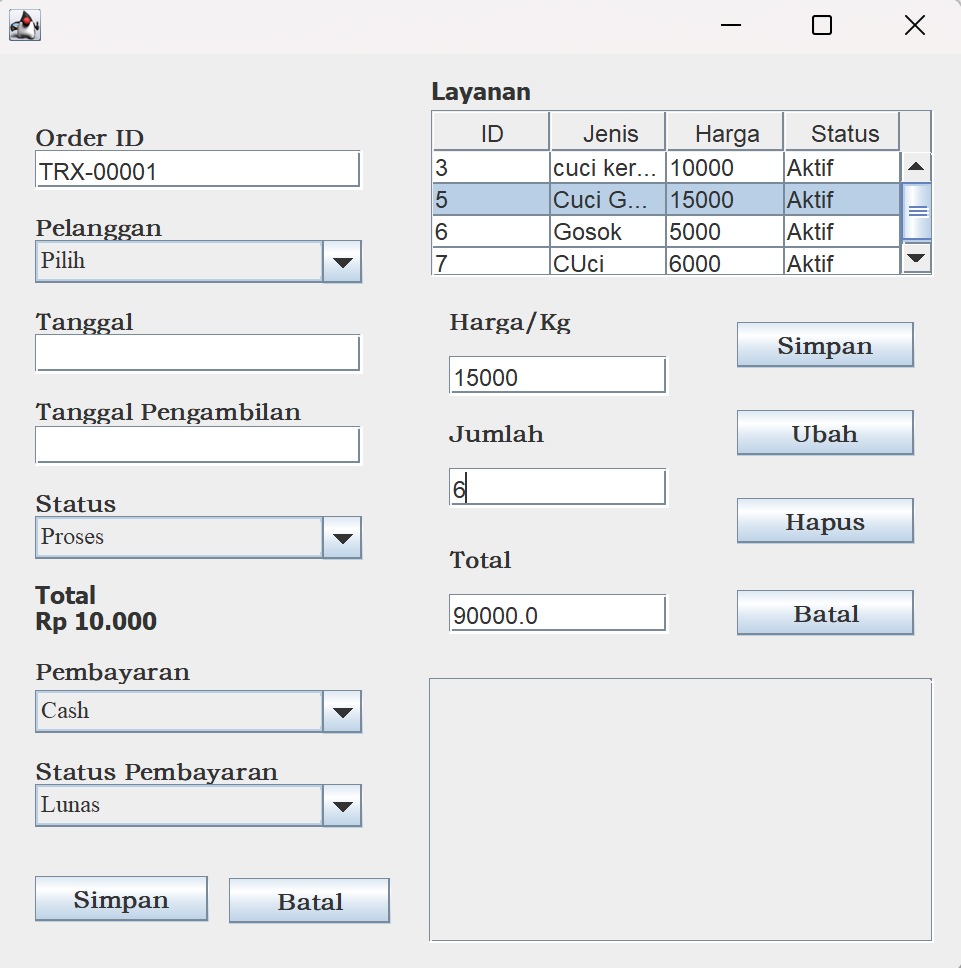 Order ID
TRX-00001
Pelanggan
Pilih
Tanggal
Tanggal Pengambilan
Status
Proses
Total
Rp 10.000
Pembayaran
Cash
Status Pembayaran
Lunas
Simpan Batal
Layanan
ID Jenis Harga Status
3 cuci ker... 10000 Aktif
5 Cuci G... 15000 Aktif
6 Gosok 5000 Aktif
7 CUci 6000 Aktif
Harga/Kg
15000
Jumlah
6
Total
90000.0
Simpan
Ubah
Hapus
Batal